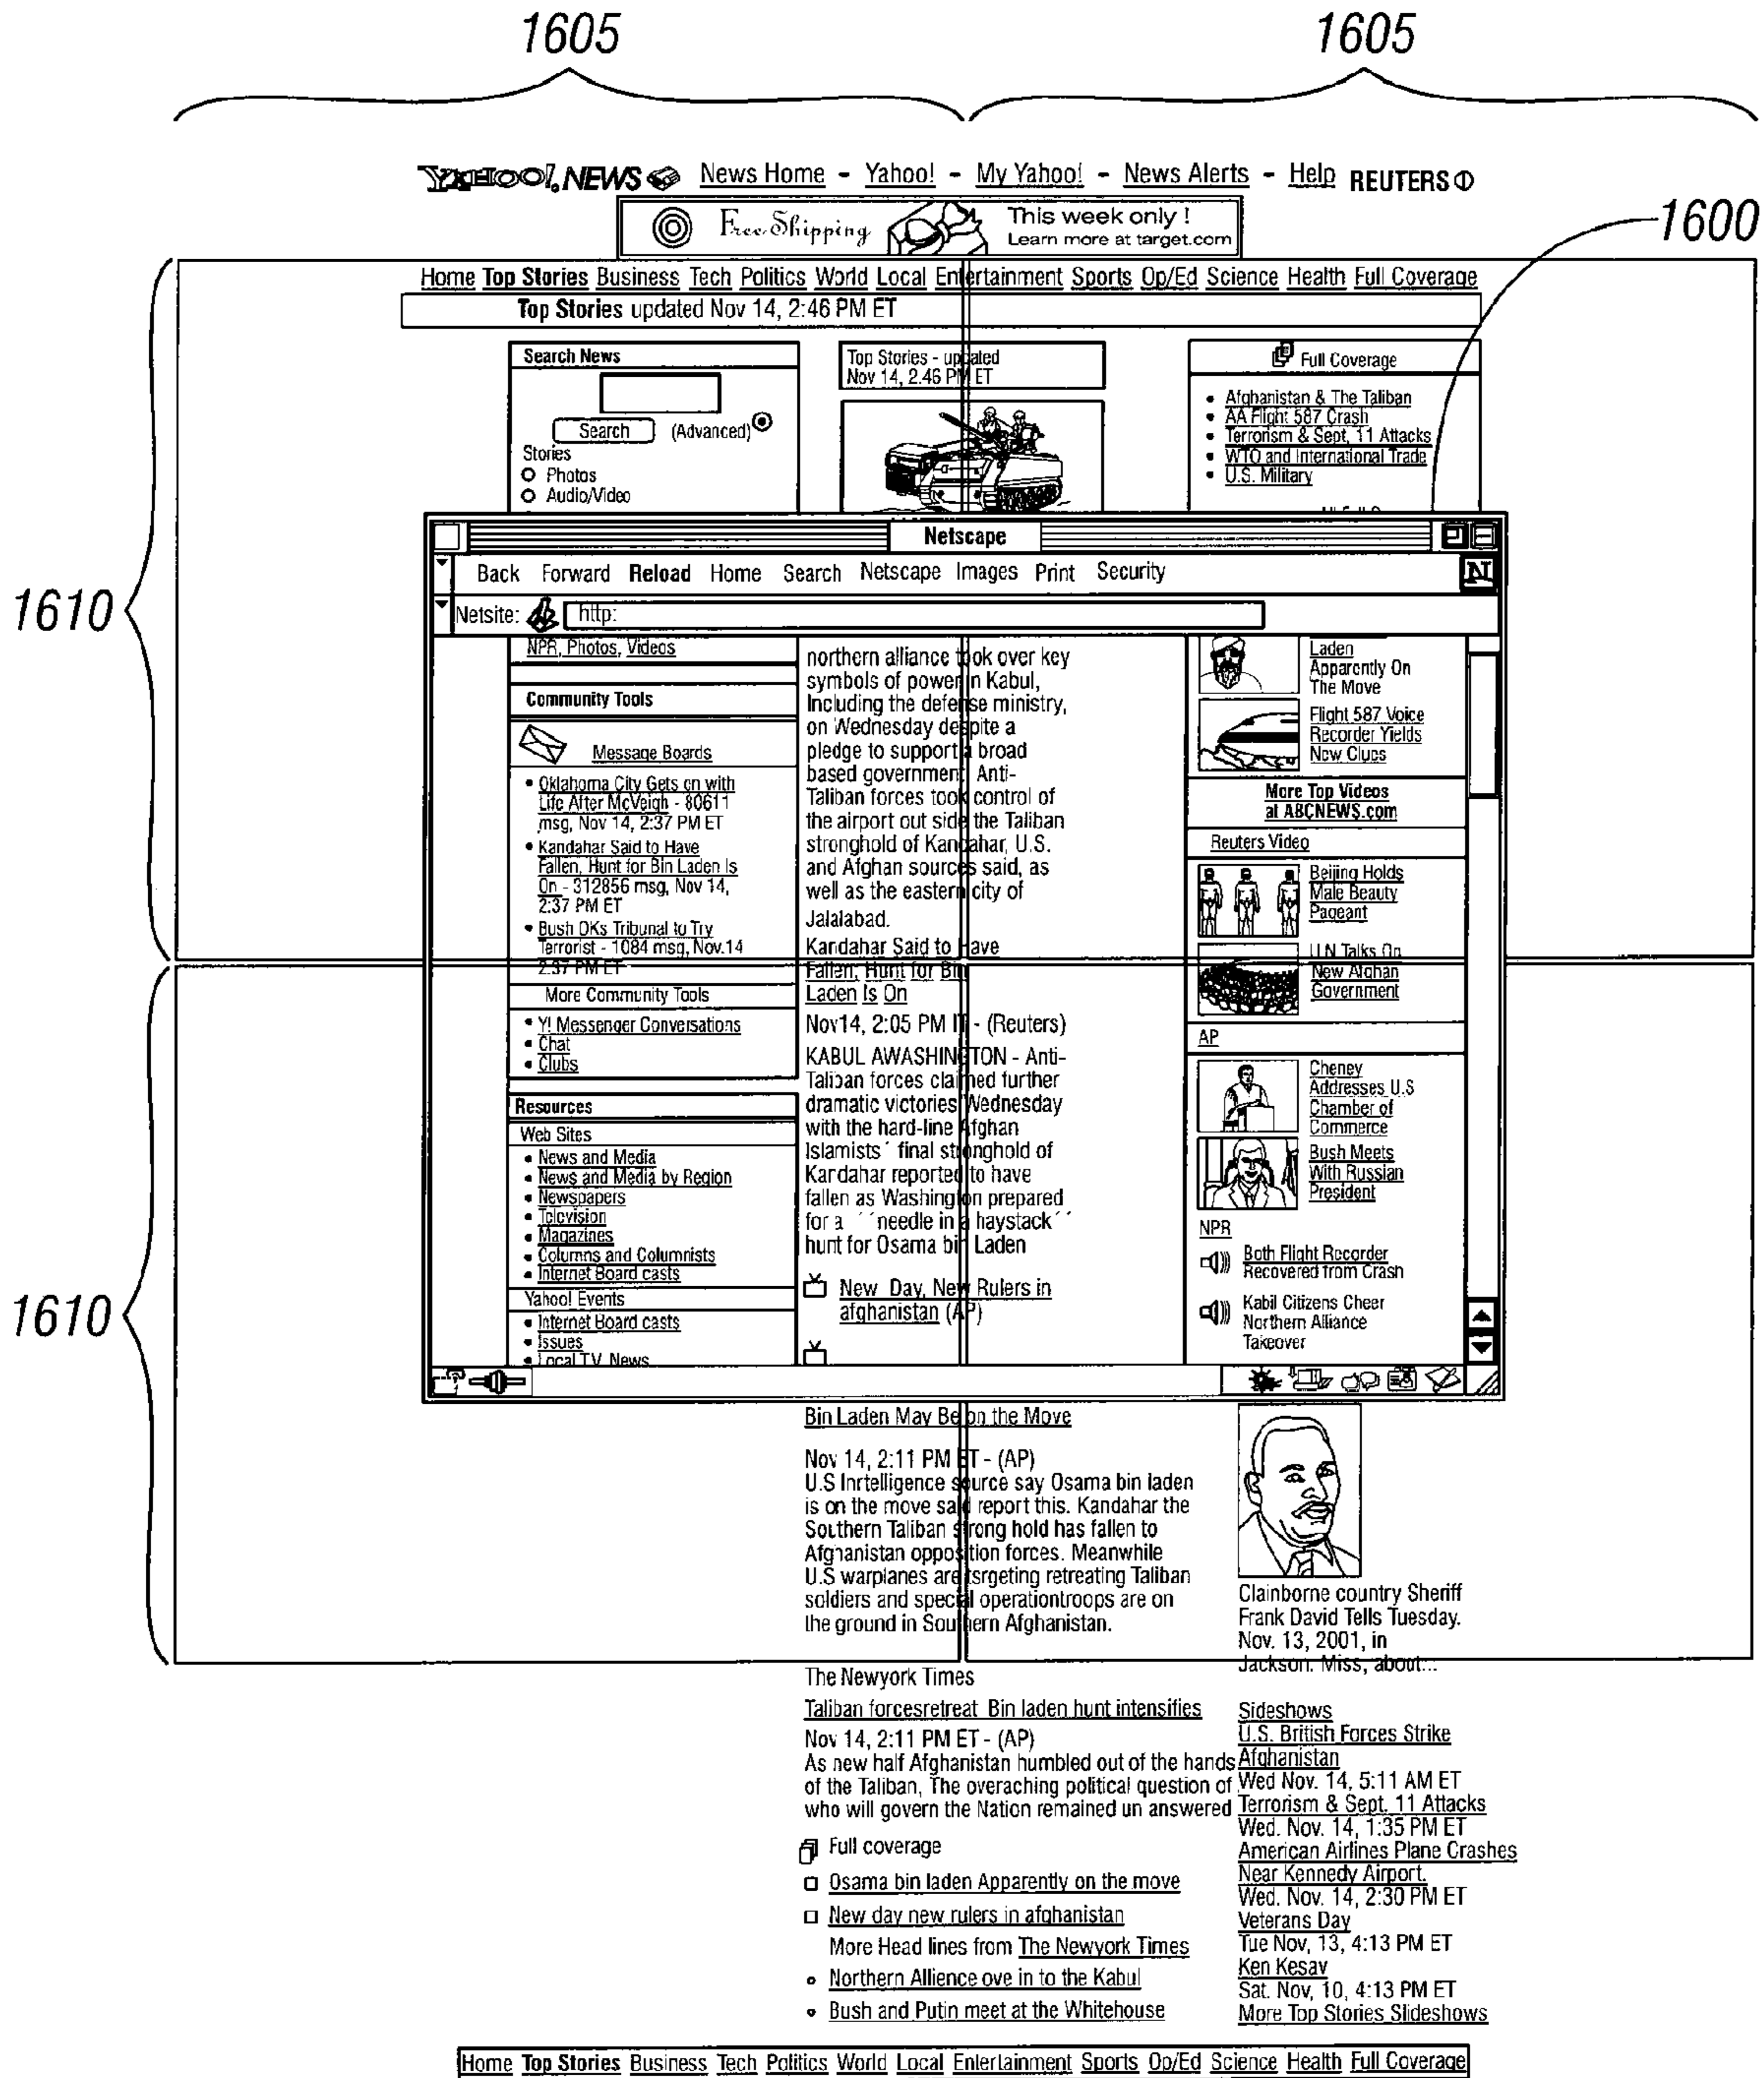 1605 1605
YAHOO! NEWS News Home - Yahoo! - My Yahoo! - News Alerts - Help REUTERS
Free Shipping This week only !
Learn more at target.com
1600
Home Top Stories Business Tech Politics World Local Entertainment Sports Op/Ed Science Health Full Coverage
Top Stories updated Nov 14, 2:46 PM ET
Search News
Search (Advanced)
Stories
Photos
Audio/Video
Top Stories - updated
Nov 14, 2.46 PM ET
Full Coverage
• Afghanistan & The Taliban
• AA Flight 587 Crash
• Terrorism & Sept, 11 Attacks
• WTO and International Trade
• U.S. Military
Netscape
Back Forward Reload Home Search Netscape Images Print Security
N
Netsite: http:
1610
NPR, Photos, Videos
Community Tools
Message Boards
• Oklahoma City Gets on with
Life After McVeigh - 80611
msg, Nov 14, 2:37 PM ET
• Kandahar Said to Have
Fallen, Hunt for Bin Laden Is
On - 312856 msg, Nov 14,
2:37 PM ET
• Bush OKs Tribunal to Try
Terrorist - 1084 msg, Nov.14
2:37 PM ET
More Community Tools
• Y! Messenger Conversations
• Chat
• Clubs
Resources
Web Sites
• News and Media
• News and Media by Region
• Newspapers
• Television
• Magazines
• Columns and Columnists
• Internet Board casts
Yahoo! Events
• Internet Board casts
• Issues
• Local TV News
1610
northern alliance took over key
symbols of power in Kabul,
Including the defense ministry,
on Wednesday despite a
pledge to support a broad
based government. Anti-
Taliban forces took control of
the airport out side the Taliban
stronghold of Kandahar, U.S.
and Afghan sources said, as
well as the eastern city of
Jalalabad.
Kandahar Said to Have
Fallen; Hunt for Bin
Laden Is On
Nov14, 2:05 PM - (Reuters)
KABUL AWASHINGTON - Anti-
Taliban forces claimed further
dramatic victories Wednesday
with the hard-line Afghan
Islamists´ final stronghold of
Kardahar reported to have
fallen as Washington prepared
for a ´´needle in a haystack´´
hunt for Osama bin Laden
New Day, New Rulers in
afghanistan (AP)
Laden
Apparently On
The Move
Flight 587 Voice
Recorder Yields
New Clues
More Top Videos
at ABCNEWS.com
Reuters Video
Beijing Holds
Male Beauty
Pageant
U.N Talks On
New Afghan
Government
AP
Cheney
Addresses U.S
Chamber of
Commerce
Bush Meets
With Russian
President
NPR
Both Flight Recorder
Recovered from Crash
Kabil Citizens Cheer
Northern Alliance
Takeover
Bin Laden May Be on the Move
Nov 14, 2:11 PM ET - (AP)
U.S Inrtelligence source say Osama bin laden
is on the move said report this. Kandahar the
Southern Taliban strong hold has fallen to
Afghanistan opposition forces. Meanwhile
U.S warplanes are tsrgeting retreating Taliban
soldiers and special operationtroops are on
the ground in Southern Afghanistan.
The Newyork Times
Taliban forcesretreat Bin laden hunt intensifies
Nov 14, 2:11 PM ET - (AP)
As new half Afghanistan humbled out of the hands
of the Taliban, The overaching political question of
who will govern the Nation remained un answered
Full coverage
Osama bin laden Apparently on the move
New day new rulers in afghanistan
More Head lines from The Newyork Times
Northern Allience ove in to the Kabul
Bush and Putin meet at the Whitehouse
Clainborne country Sheriff
Frank David Tells Tuesday.
Nov. 13, 2001, in
Jackson. Miss, about...
Sideshows
U.S. British Forces Strike
Afghanistan
Wed Nov. 14, 5:11 AM ET
Terrorism & Sept. 11 Attacks
Wed. Nov. 14, 1:35 PM ET
American Airlines Plane Crashes
Near Kennedy Airport.
Wed. Nov. 14, 2:30 PM ET
Veterans Day
Tue Nov, 13, 4:13 PM ET
Ken Kesav
Sat. Nov, 10, 4:13 PM ET
More Top Stories Slideshows
Home Top Stories Business Tech Politics World Local Entertainment Sports Op/Ed Science Health Full Coverage